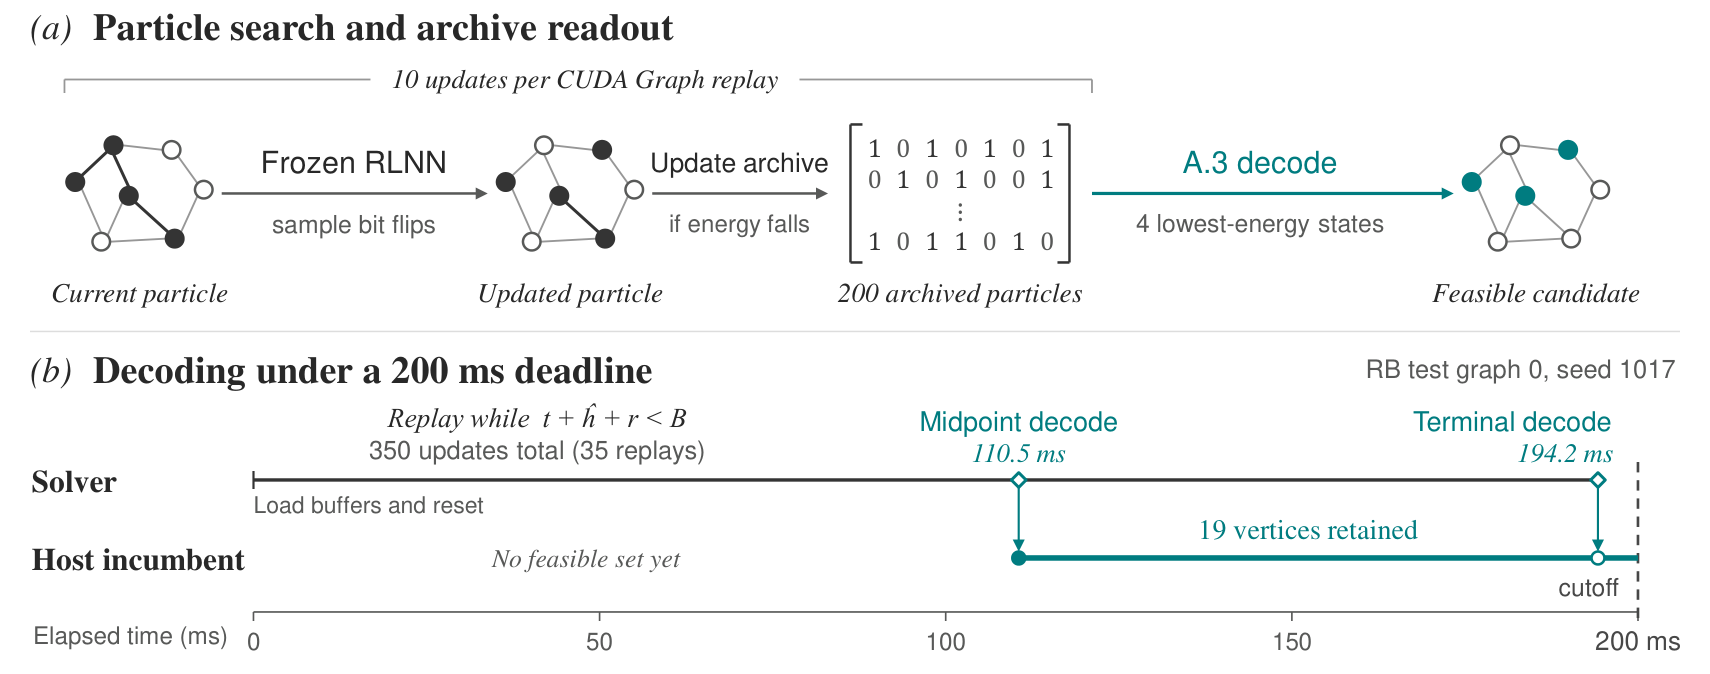 (a) Particle search and archive readout
10 updates per CUDA Graph replay
Frozen RLNN
sample bit flips
Update archive
if energy falls
1 0 1 0 1 0 1
0 1 0 1 0 0 1
⋮
1 0 1 1 0 1 0
A.3 decode
4 lowest-energy states
Current particle
Updated particle
200 archived particles
Feasible candidate
(b) Decoding under a 200 ms deadline
RB test graph 0, seed 1017
Replay while t + ĥ + r < B
350 updates total (35 replays)
Midpoint decode
110.5 ms
Terminal decode
194.2 ms
Solver
Load buffers and reset
19 vertices retained
Host incumbent
No feasible set yet
cutoff
Elapsed time (ms)
0
50
100
150
200 ms